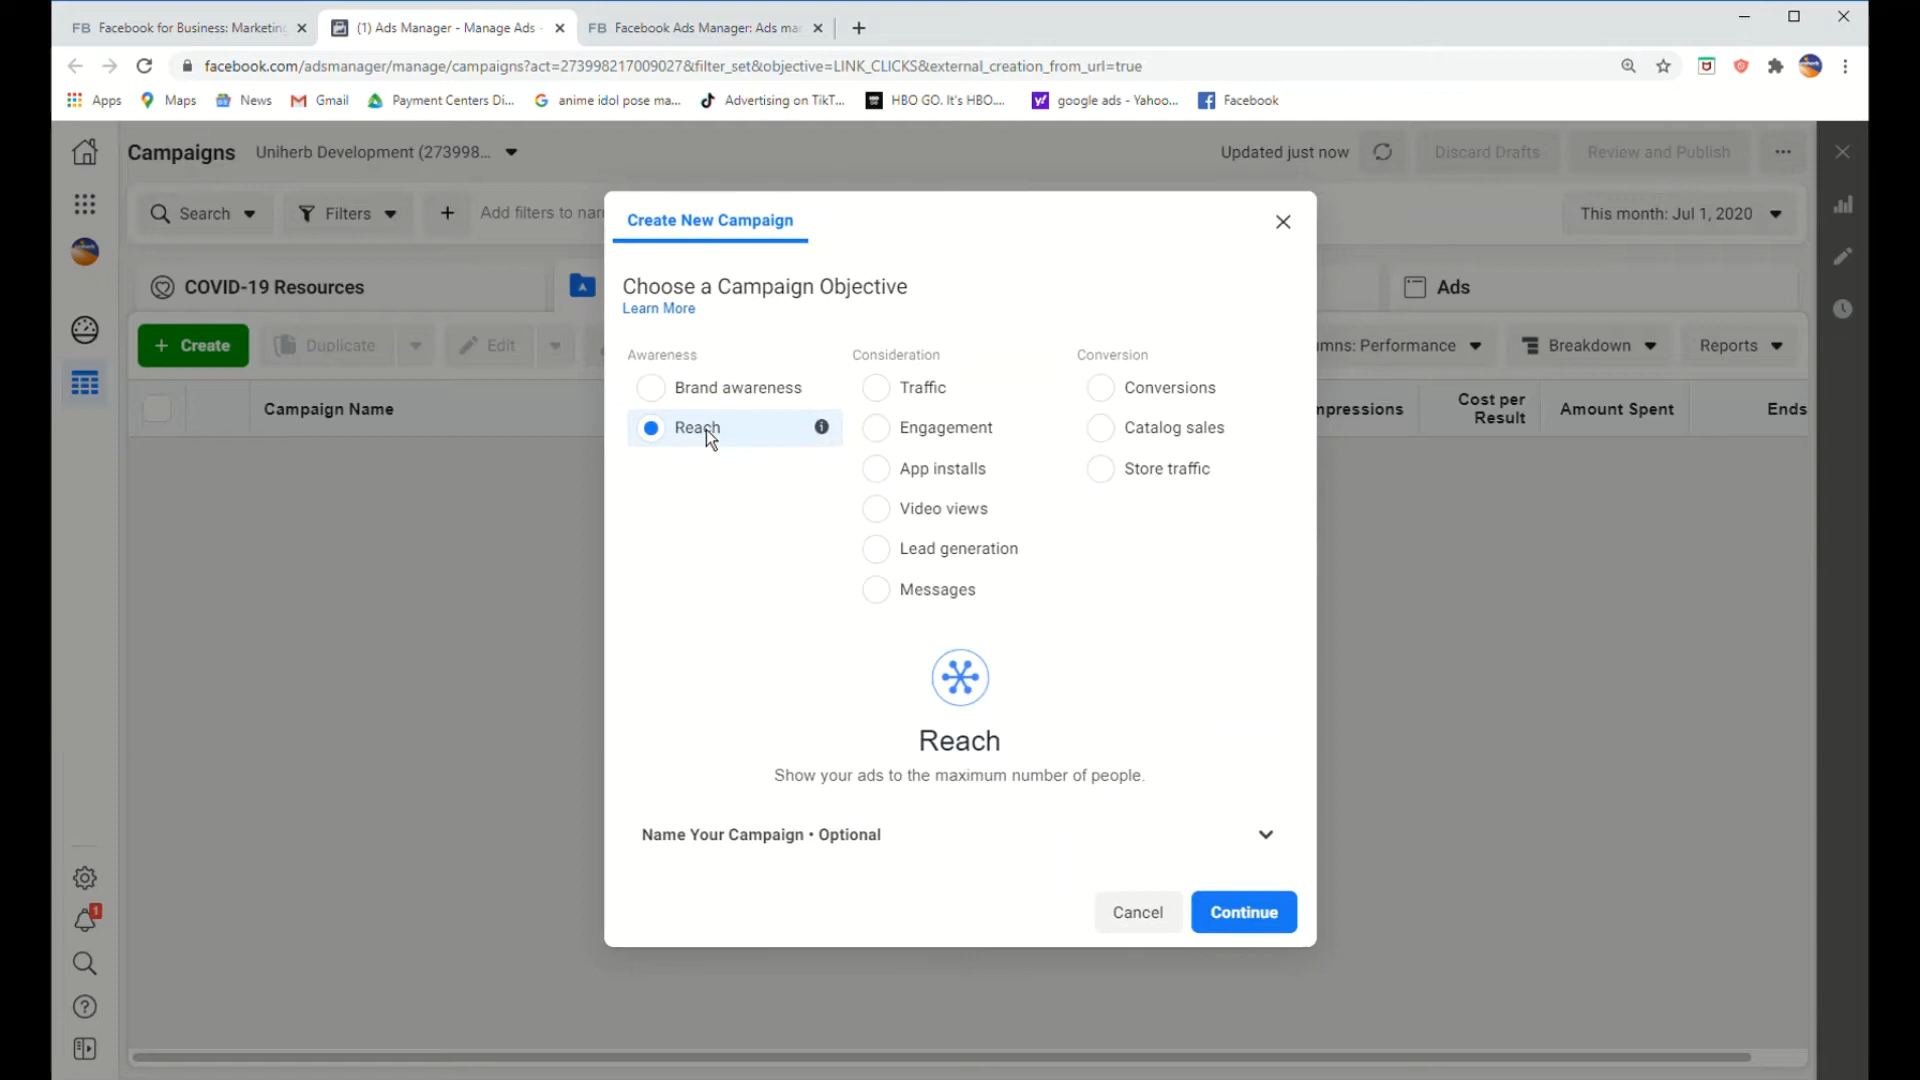 FB Facebook for Business: Marketing
(1) Ads Manager - Manage Ads -
FB Facebook Ads Manager: Ads
facebook.com/adsmanager/manage/campaigns?act=273998217009027&filter_set&objective=LINK_CLICKS&external_creation_from_url=true
Apps
Maps
News
Gmail
Payment Centers Di...
anime idol pose ma...
Advertising on TikT...
HBO GO. It's HBO....
google ads - Yahoo...
Facebook
Campaigns
Uniherb Development (273998...
Updated just now
Discard Drafts
Review and Publish
Search
Filters
Add filters to
This month: Jul 1, 2020
COVID-19 Resources
Ads
+ Create
Duplicate
Edit
Performance
Breakdown
Reports
Campaign Name
Cost per
Result
Amount Spent
Ends
Create New Campaign
Choose a Campaign Objective
Learn More
Awareness
Brand awareness
Reach
Consideration
Traffic
Engagement
App installs
Video views
Lead generation
Messages
Conversion
Conversions
Catalog sales
Store traffic
Reach
Show your ads to the maximum number of people.
Name Your Campaign • Optional
Cancel
Continue
1